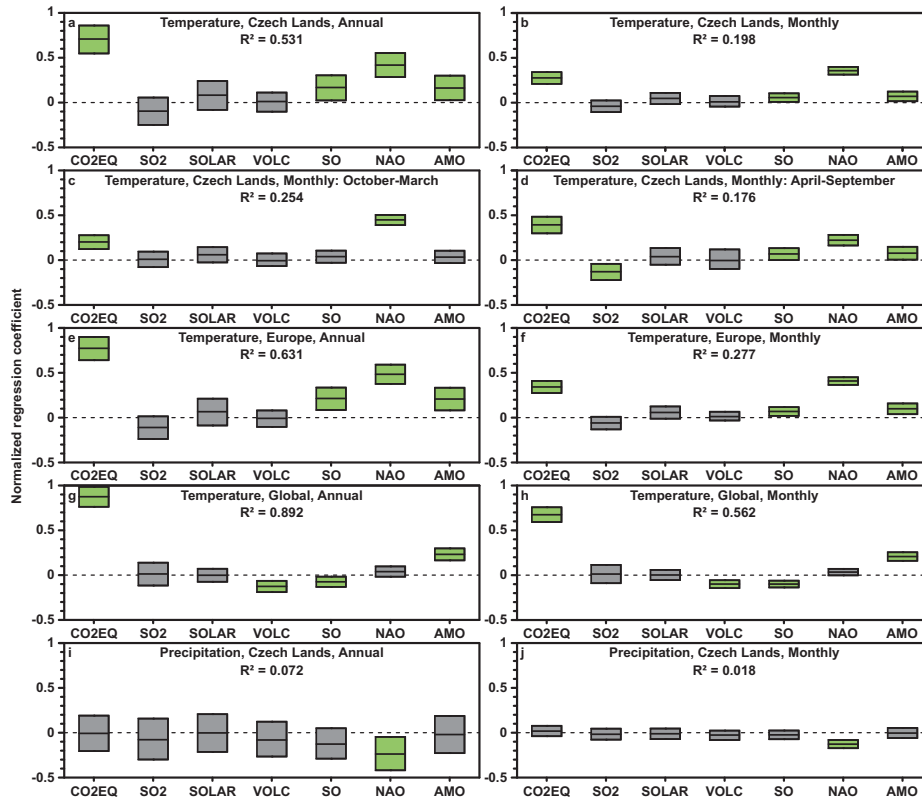 Normalized regression coefficient
a Temperature, Czech Lands, Annual
R² = 0.531
1
0.5
0
-0.5
CO2EQ SO2 SOLAR VOLC SO NAO AMO
b Temperature, Czech Lands, Monthly
R² = 0.198
1
0.5
0
-0.5
CO2EQ SO2 SOLAR VOLC SO NAO AMO
c Temperature, Czech Lands, Monthly: October-March
R² = 0.254
1
0.5
0
-0.5
CO2EQ SO2 SOLAR VOLC SO NAO AMO
d Temperature, Czech Lands, Monthly: April-September
R² = 0.176
1
0.5
0
-0.5
CO2EQ SO2 SOLAR VOLC SO NAO AMO
e Temperature, Europe, Annual
R² = 0.631
1
0.5
0
-0.5
CO2EQ SO2 SOLAR VOLC SO NAO AMO
f Temperature, Europe, Monthly
R² = 0.277
1
0.5
0
-0.5
CO2EQ SO2 SOLAR VOLC SO NAO AMO
g Temperature, Global, Annual
R² = 0.892
1
0.5
0
-0.5
CO2EQ SO2 SOLAR VOLC SO NAO AMO
h Temperature, Global, Monthly
R² = 0.562
1
0.5
0
-0.5
CO2EQ SO2 SOLAR VOLC SO NAO AMO
i Precipitation, Czech Lands, Annual
R² = 0.072
1
0.5
0
-0.5
CO2EQ SO2 SOLAR VOLC SO NAO AMO
j Precipitation, Czech Lands, Monthly
R² = 0.018
1
0.5
0
-0.5
CO2EQ SO2 SOLAR VOLC SO NAO AMO